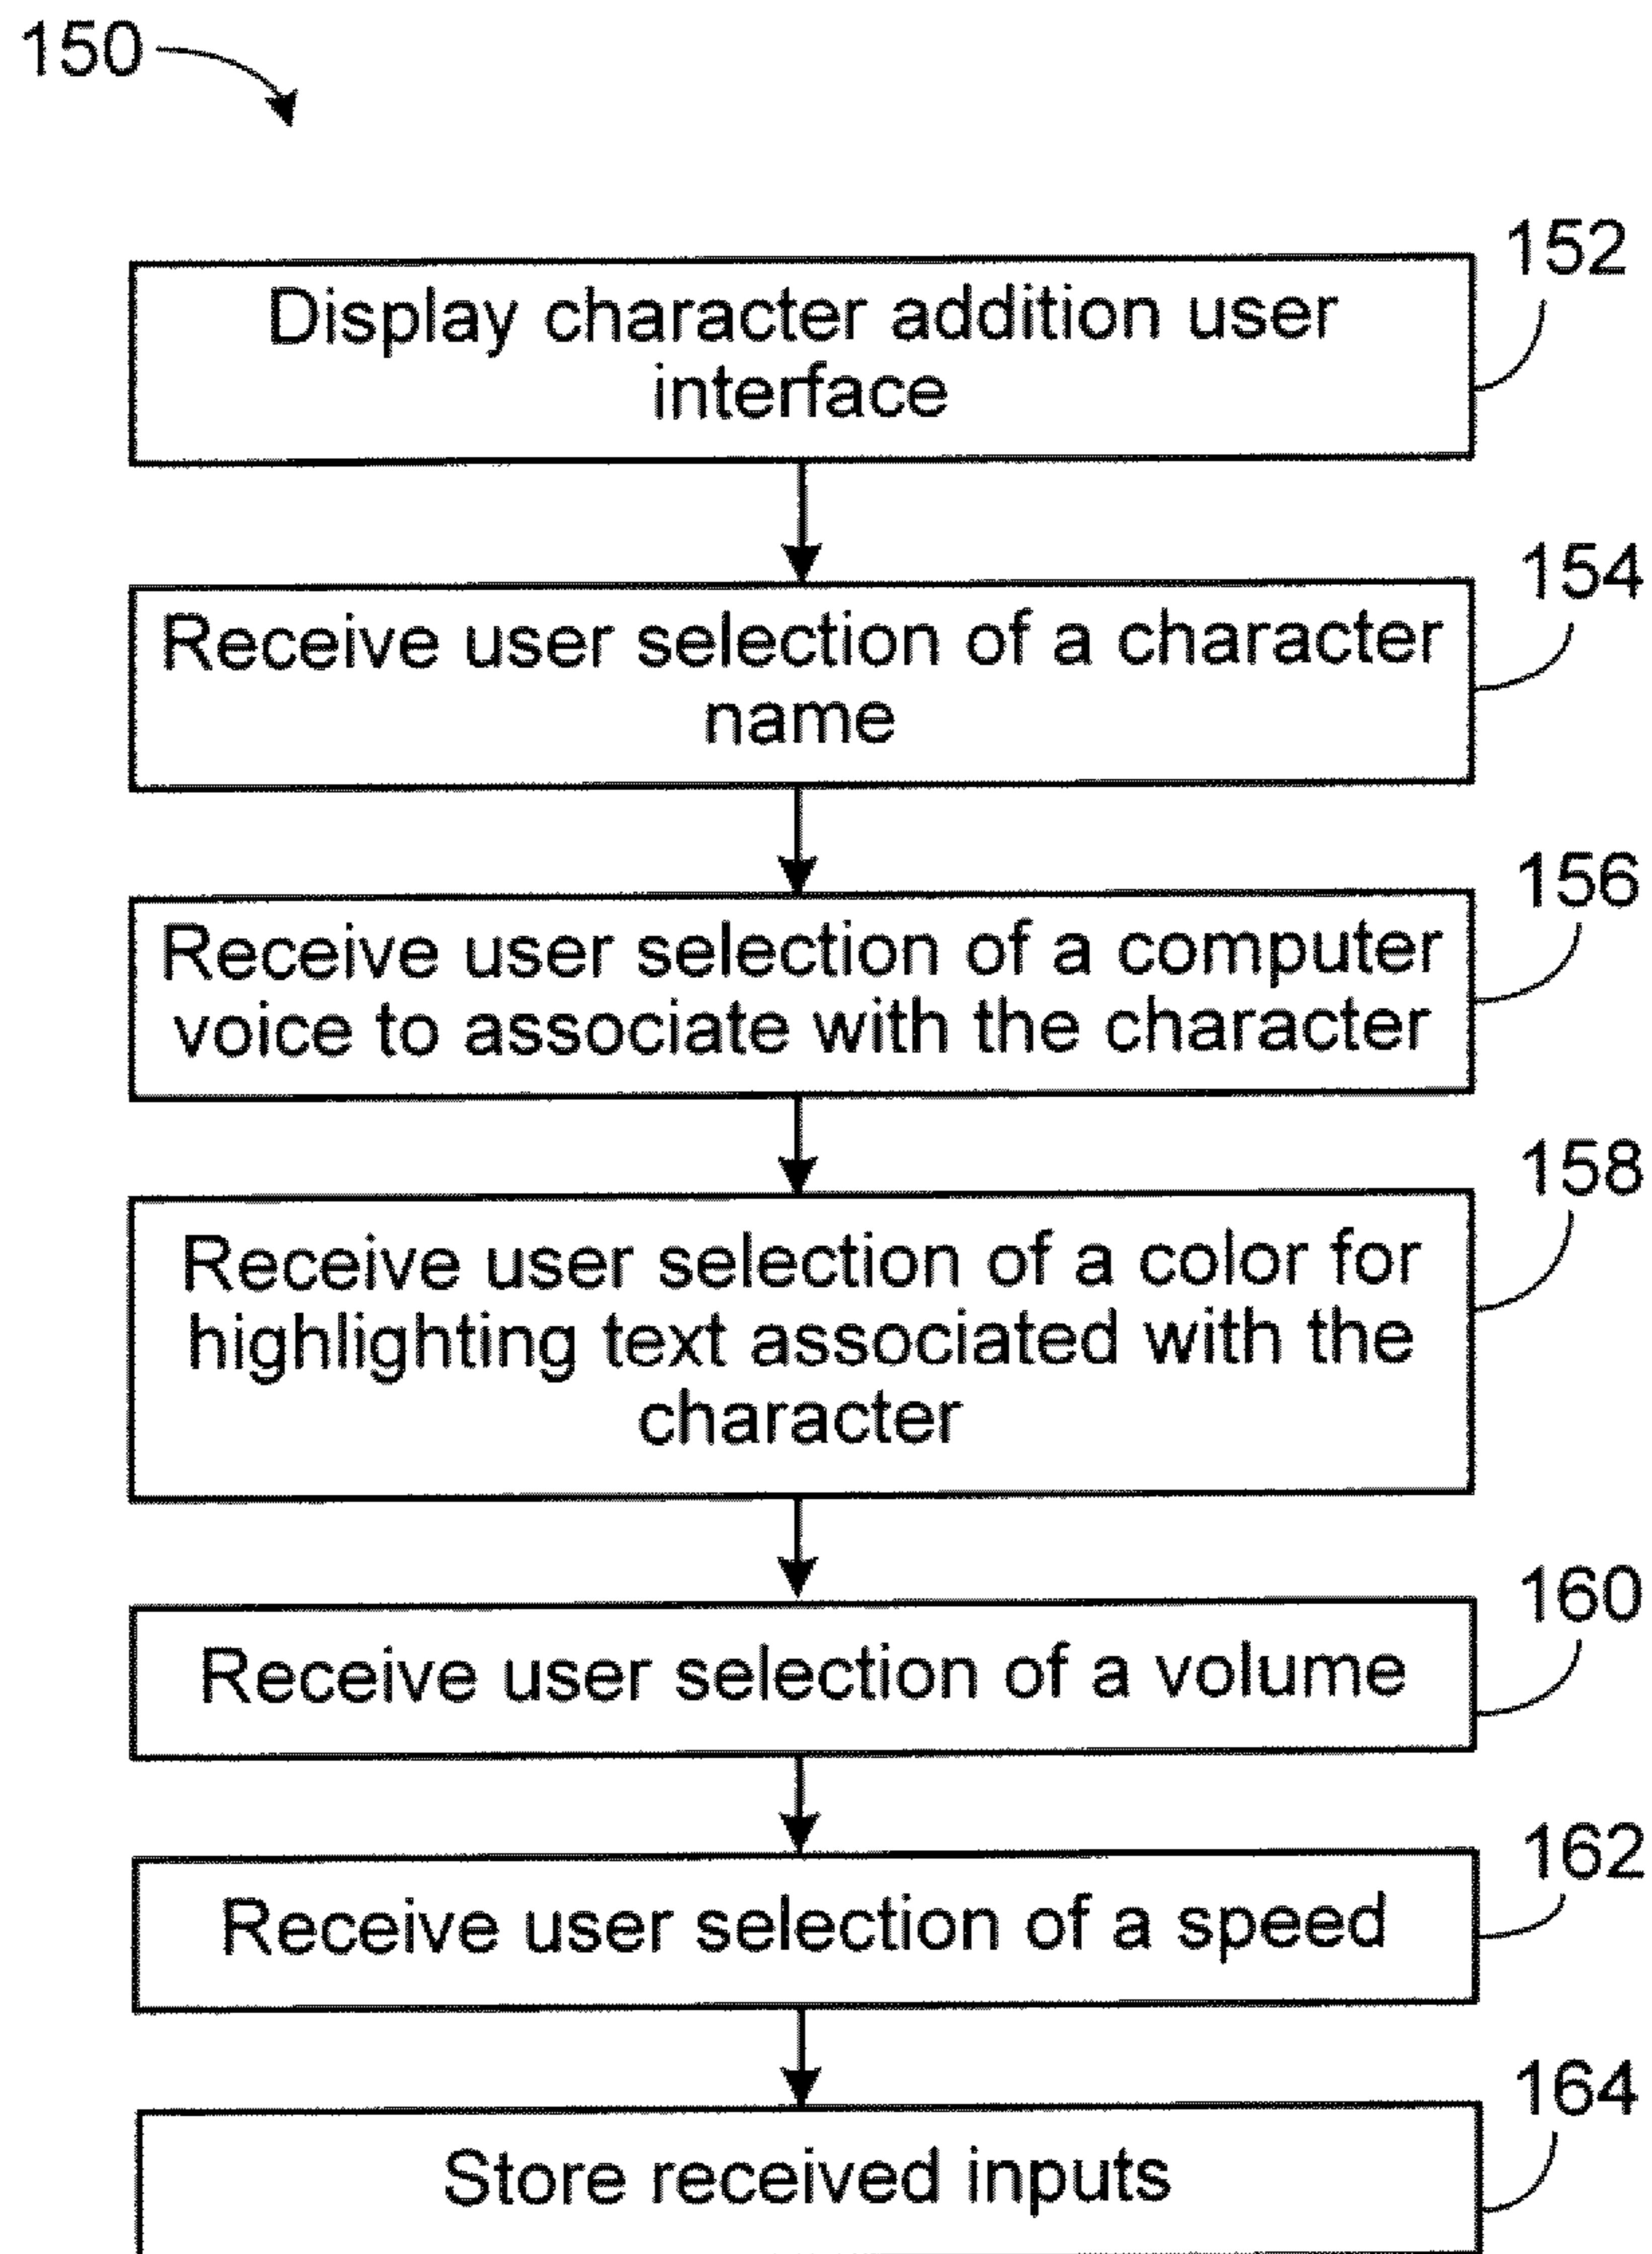 150
152
Display character addition user
interface
154
Receive user selection of a character
name
156
Receive user selection of a computer
voice to associate with the character
158
Receive user selection of a color for
highlighting text associated with the
character
160
Receive user selection of a volume
162
Receive user selection of a speed
164
Store received inputs